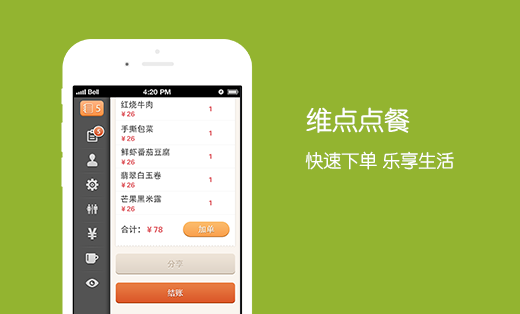 Bell
4:20 PM
5
5
红烧牛肉
¥26
1
手撕包菜
¥26
1
鲜虾番茄豆腐
¥26
1
翡翠白玉卷
¥26
1
芒果黑米露
¥26
1
合计：¥78 加单
分享
结账
维点点餐
快速下单 乐享生活